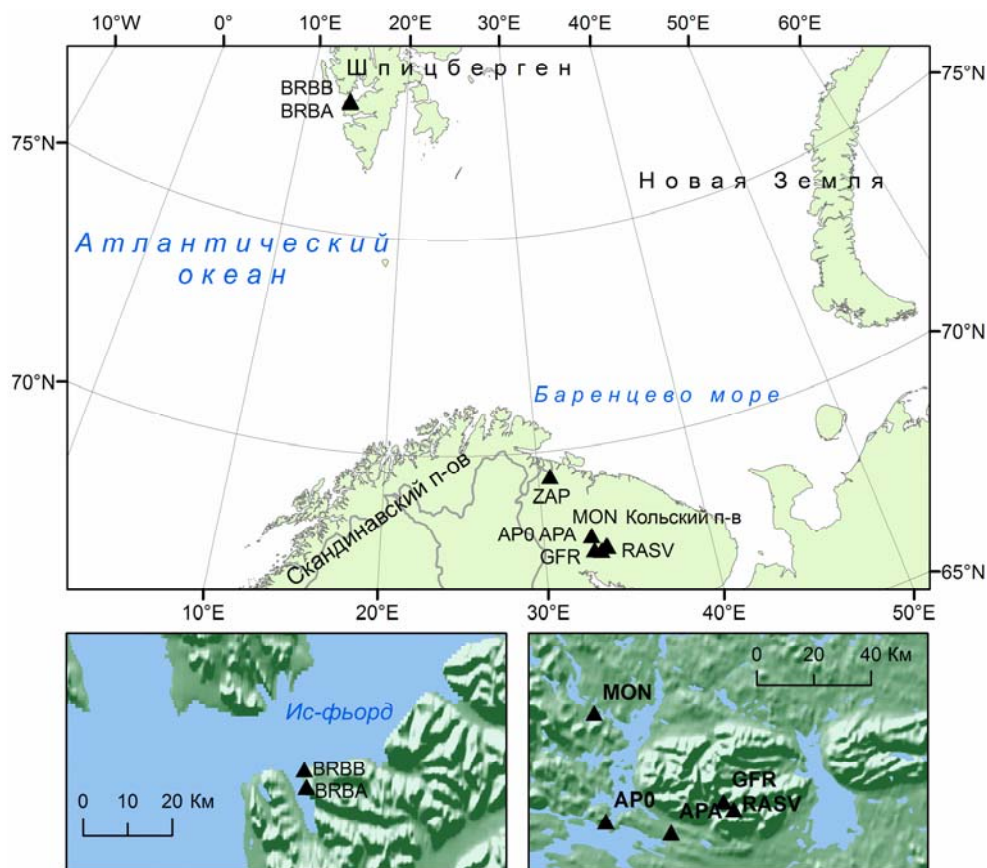 10°W 0° 10°E 20°E 30°E 40°E 50°E 60°E
Шпицберген
75°N
BRBB
BRBA
75°N
Новая Земля
Атлантический
океан
70°N
70°N
Баренцево море
Скандинавский п-ов
ZAP
MON Кольский п-в
AP0 APA
GFR RASV
65°N
10°E 20°E 30°E 40°E 50°E
Ис-фьорд
BRBB
BRBA
0 10 20 Км
0 20 40 Км
MON
GFR
AP0 APA RASV